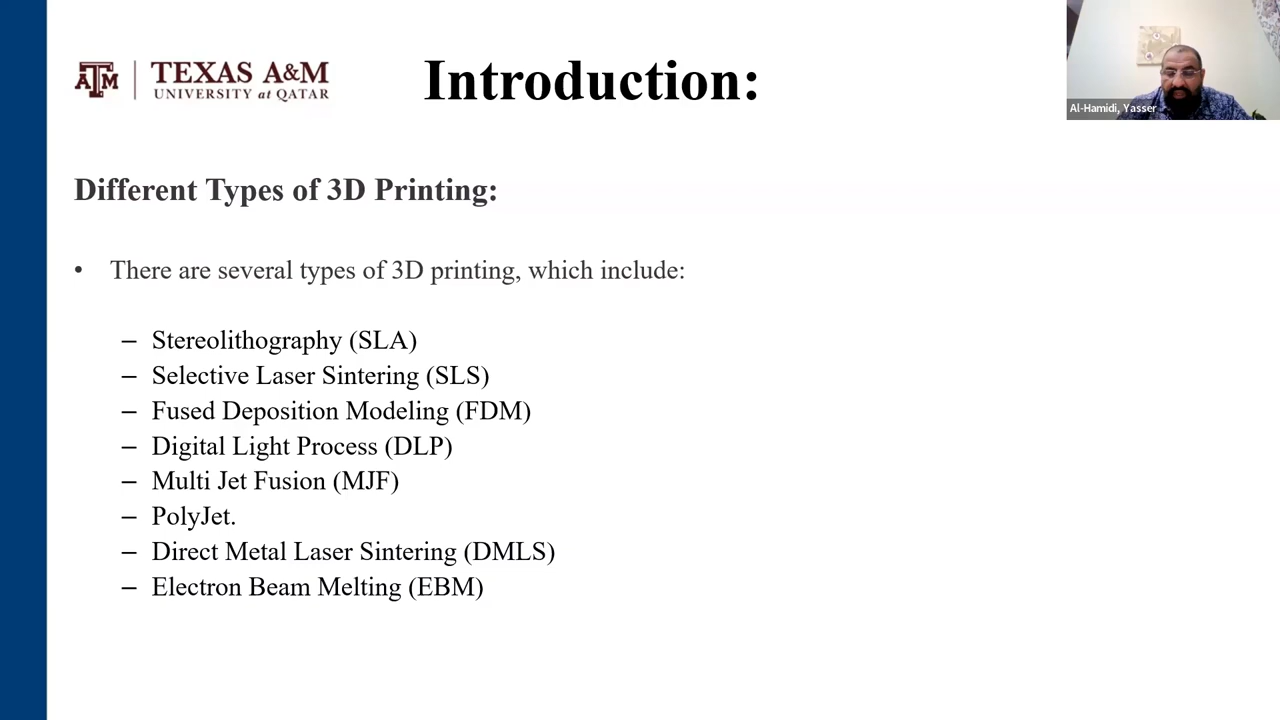 ATM | TEXAS A&M
UNIVERSITY at QATAR
Introduction:
Al-Hamidi, Yasser
Different Types of 3D Printing:
• There are several types of 3D printing, which include:
– Stereolithography (SLA)
– Selective Laser Sintering (SLS)
– Fused Deposition Modeling (FDM)
– Digital Light Process (DLP)
– Multi Jet Fusion (MJF)
– PolyJet.
– Direct Metal Laser Sintering (DMLS)
– Electron Beam Melting (EBM)